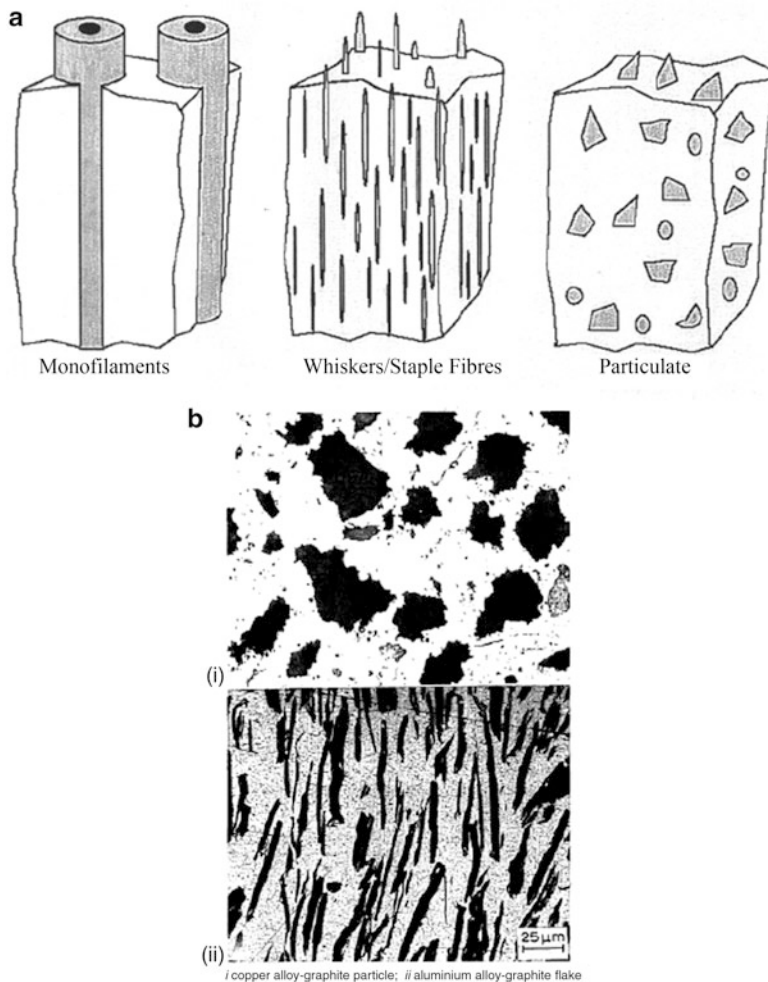 a
Monofilaments
Whiskers/Staple Fibres
Particulate
b
(i)
(ii)
25 μm
i copper alloy-graphite particle; ii aluminium alloy-graphite flake